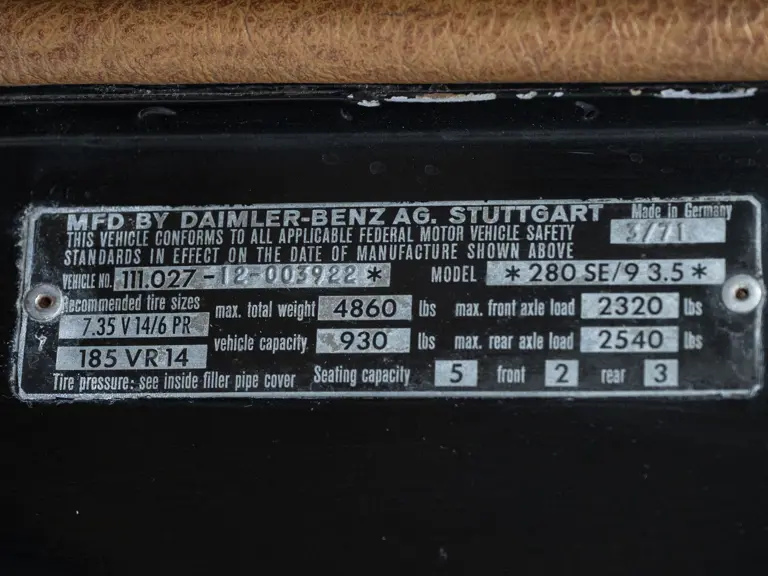 MFD BY DAIMLER-BENZ AG. STUTTGART Made in Germany
THIS VEHICLE CONFORMS TO ALL APPLICABLE FEDERAL MOTOR VEHICLE SAFETY 3/71
STANDARDS IN EFFECT ON THE DATE OF MANUFACTURE SHOWN ABOVE
VEHICLE NO. 111.027-12-003922 * MODEL * 280 SE/9 3.5 *
Recommended tire sizes max. total weight 4860 lbs max. front axle load 2320 lbs
7.35 V 14/6 PR vehicle capacity 930 lbs max. rear axle load 2540 lbs
185 VR 14
Tire pressure: see inside filler pipe cover Seating capacity 5 front 2 rear 3